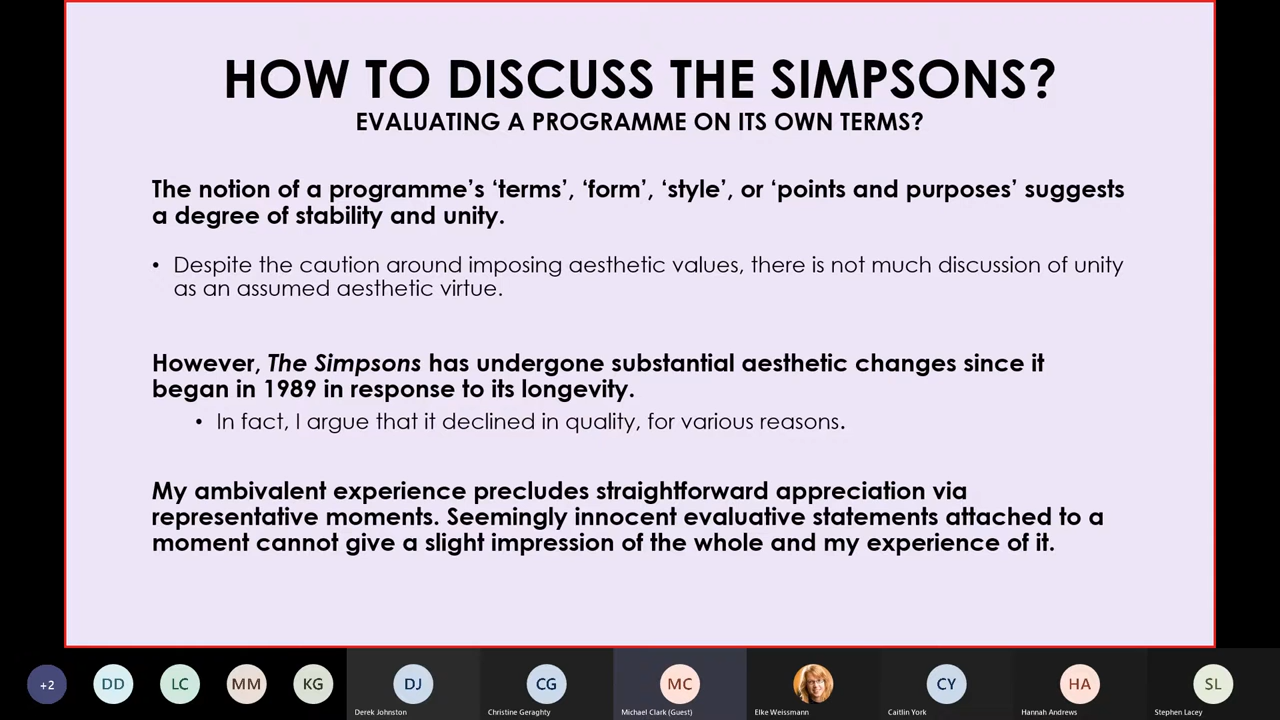 HOW TO DISCUSS THE SIMPSONS?
EVALUATING A PROGRAMME ON ITS OWN TERMS?
The notion of a programme’s ‘terms’, ‘form’, ‘style’, or ‘points and purposes’ suggests
a degree of stability and unity.
• Despite the caution around imposing aesthetic values, there is not much discussion of unity
as an assumed aesthetic virtue.
However, The Simpsons has undergone substantial aesthetic changes since it
began in 1989 in response to its longevity.
• In fact, I argue that it declined in quality, for various reasons.
My ambivalent experience precludes straightforward appreciation via
representative moments. Seemingly innocent evaluative statements attached to a
moment cannot give a slight impression of the whole and my experience of it.
+2 DD LC MM KG DJ CG MC CY HA SL
Derek Johnston Christine Geraghty Michael Clark (Guest) Elke Weissmann Caitlin York Hannah Andrews Stephen Lacey